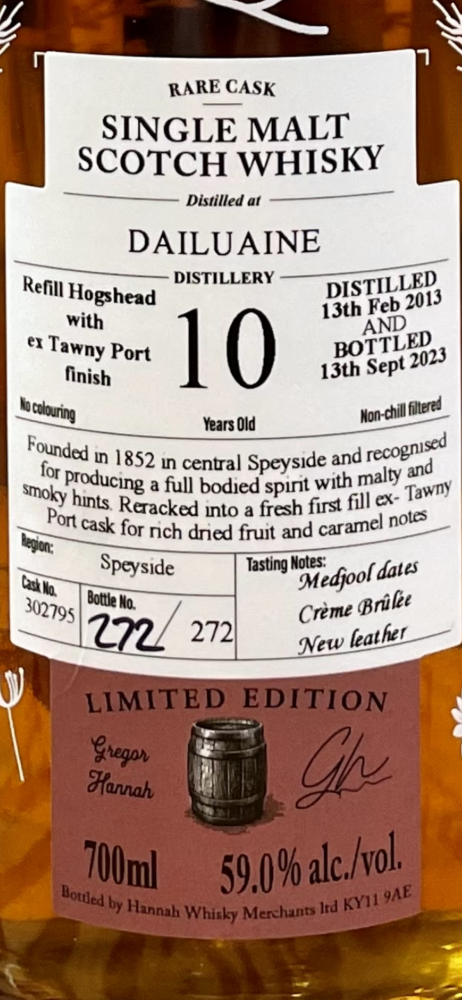 RARE CASK
SINGLE MALT
SCOTCH WHISKY
Distilled at
DAILUAINE
DISTILLERY
Refill Hogshead
with
ex Tawny Port
finish
10
Years Old
DISTILLED
13th Feb 2013
AND
BOTTLED
13th Sept 2023
No colouring
Non-chill filtered
Founded in 1852 in central Speyside and recognised
for producing a full bodied spirit with malty and
smoky hints. Reracked into a fresh first fill ex- Tawny
Port cask for rich dried fruit and caramel notes
Region:
Speyside
Cask No.
302795
Bottle No.
272/ 272
Tasting Notes:
Medjool dates
Crème Brûlèe
New leather
LIMITED EDITION
Gregor
Hannah
Gh
700ml
59.0% alc./vol.
Bottled by Hannah Whisky Merchants ltd KY11 9AE